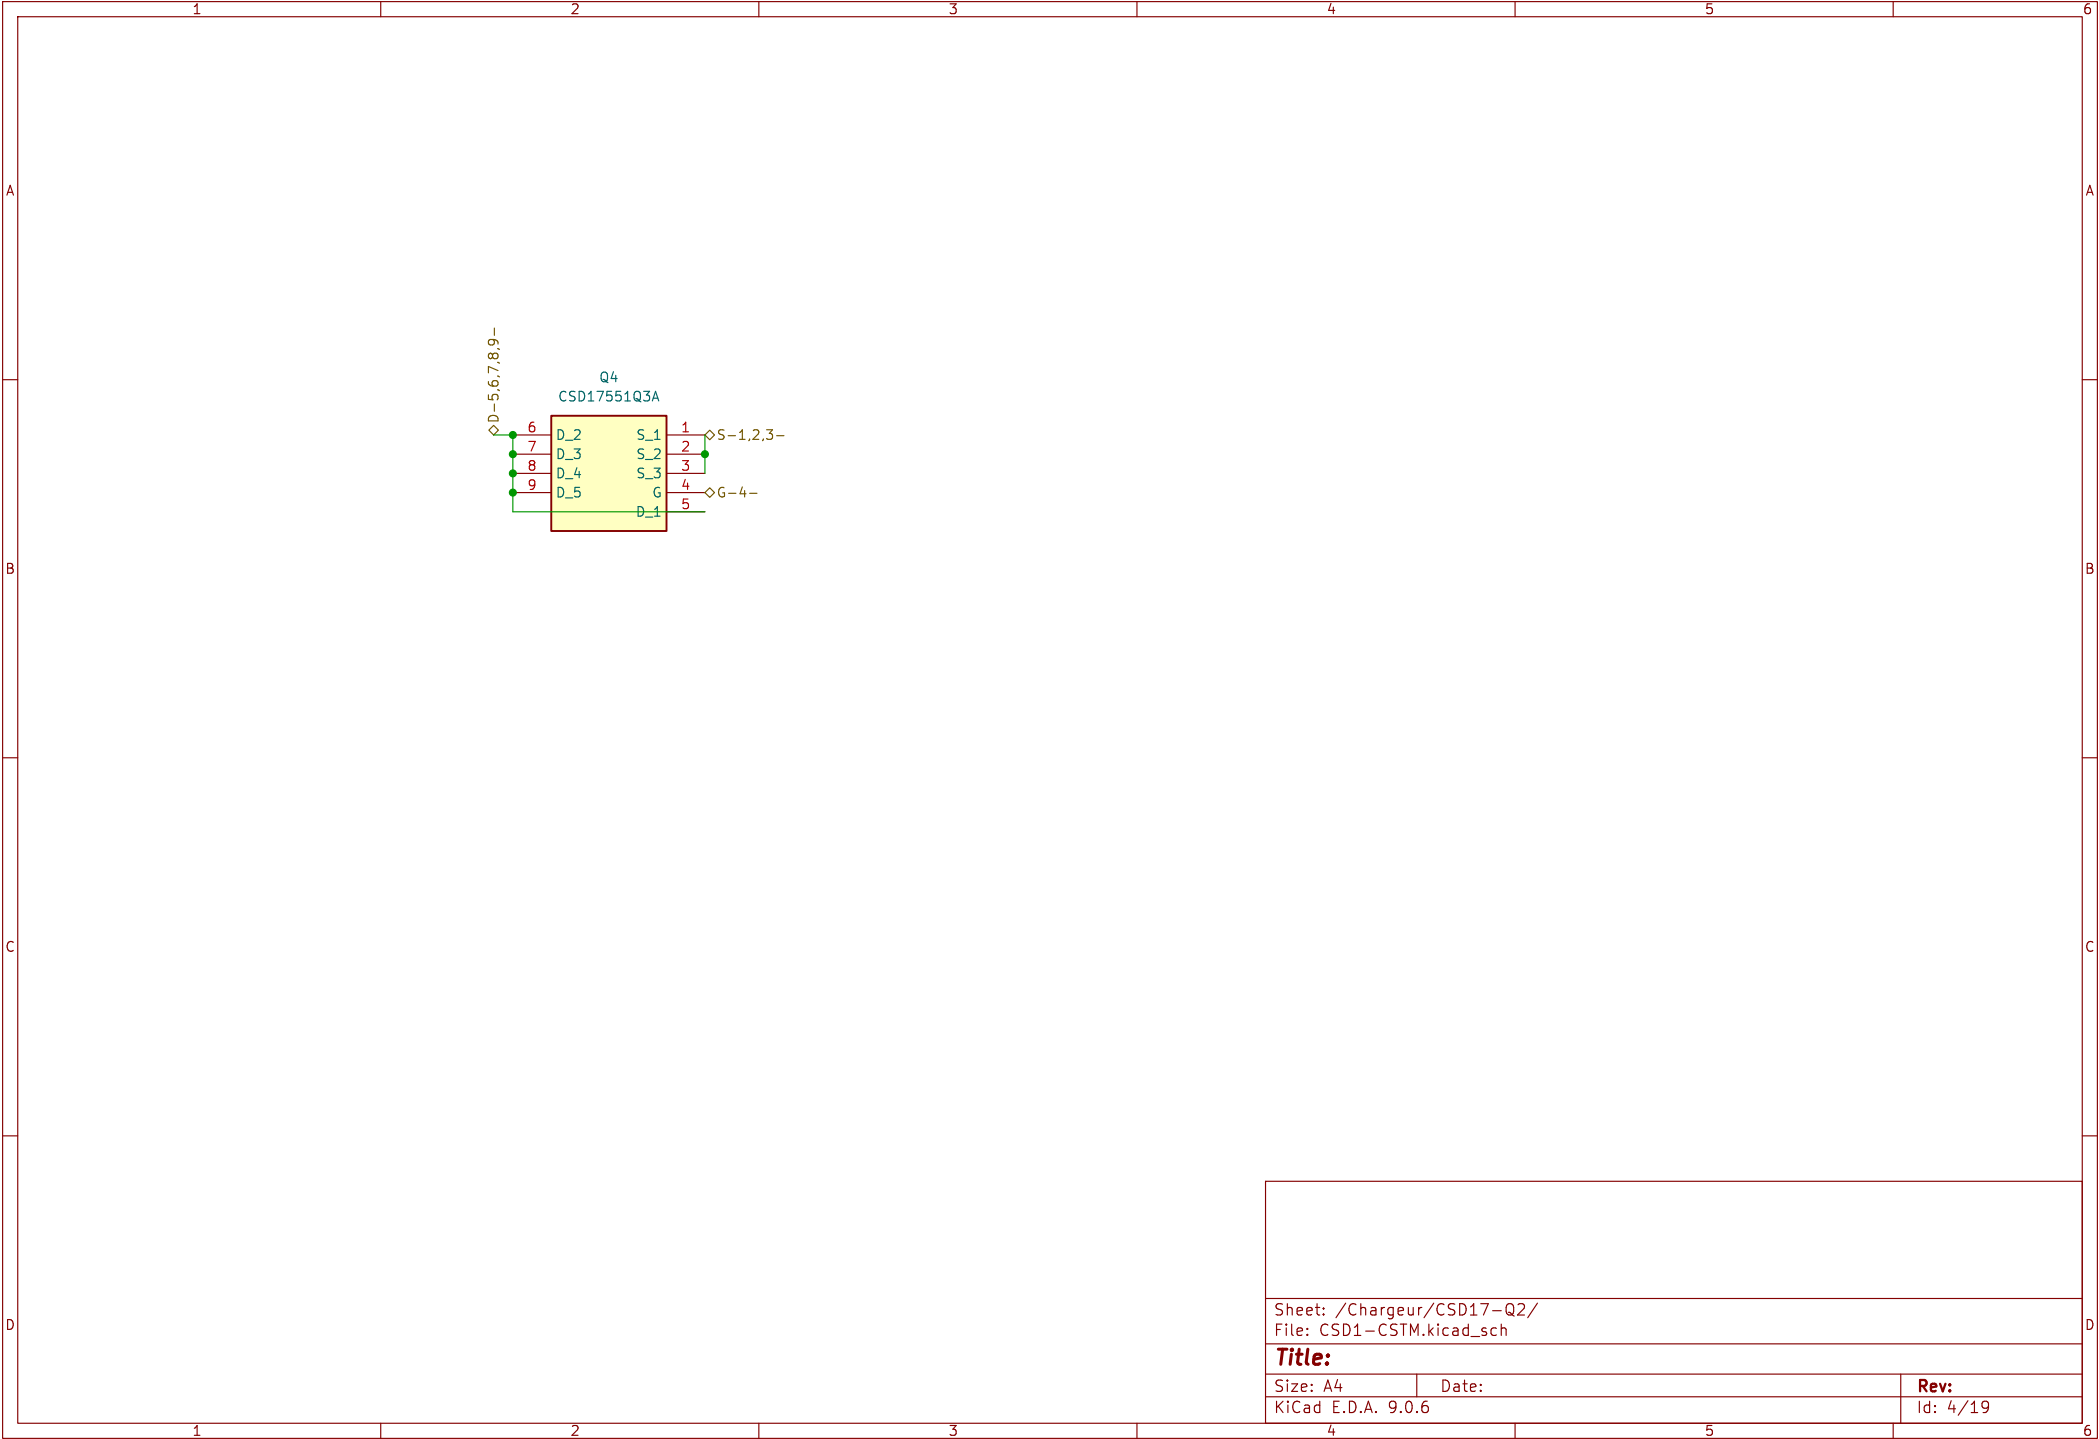 1 2 3 4 5 6
A A
D-5,6,7,8,9-
Q4
CSD17551Q3A
6 D_2 S_1 1 S-1,2,3-
7 D_3 S_2 2
8 D_4 S_3 3
9 D_5 G 4 G-4-
D_1 5
B B
C C
Sheet: /Chargeur/CSD17-Q2/
D D
File: CSD1-CSTM.kicad_sch
Title:
Size: A4 Date: Rev:
KiCad E.D.A. 9.0.6 Id: 4/19
1 2 3 4 5 6